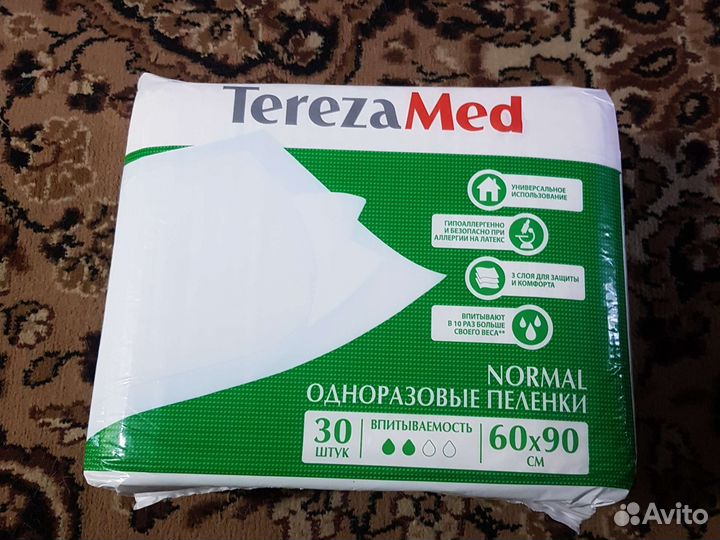 TerezaMed
УНИВЕРСАЛЬНОЕ
ИСПОЛЬЗОВАНИЕ
ГИПОАЛЛЕРГЕННО
И БЕЗОПАСНО ПРИ
АЛЛЕРГИИ НА ЛАТЕКС
3 СЛОЯ ДЛЯ ЗАЩИТЫ
И КОМФОРТА
ВПИТЫВАЮТ
В 10 РАЗ БОЛЬШЕ
СВОЕГО ВЕСА**
NORMAL
ОДНОРАЗОВЫЕ ПЕЛЕНКИ
30
ШТУК
ВПИТЫВАЕМОСТЬ
60x90
СМ
Avito